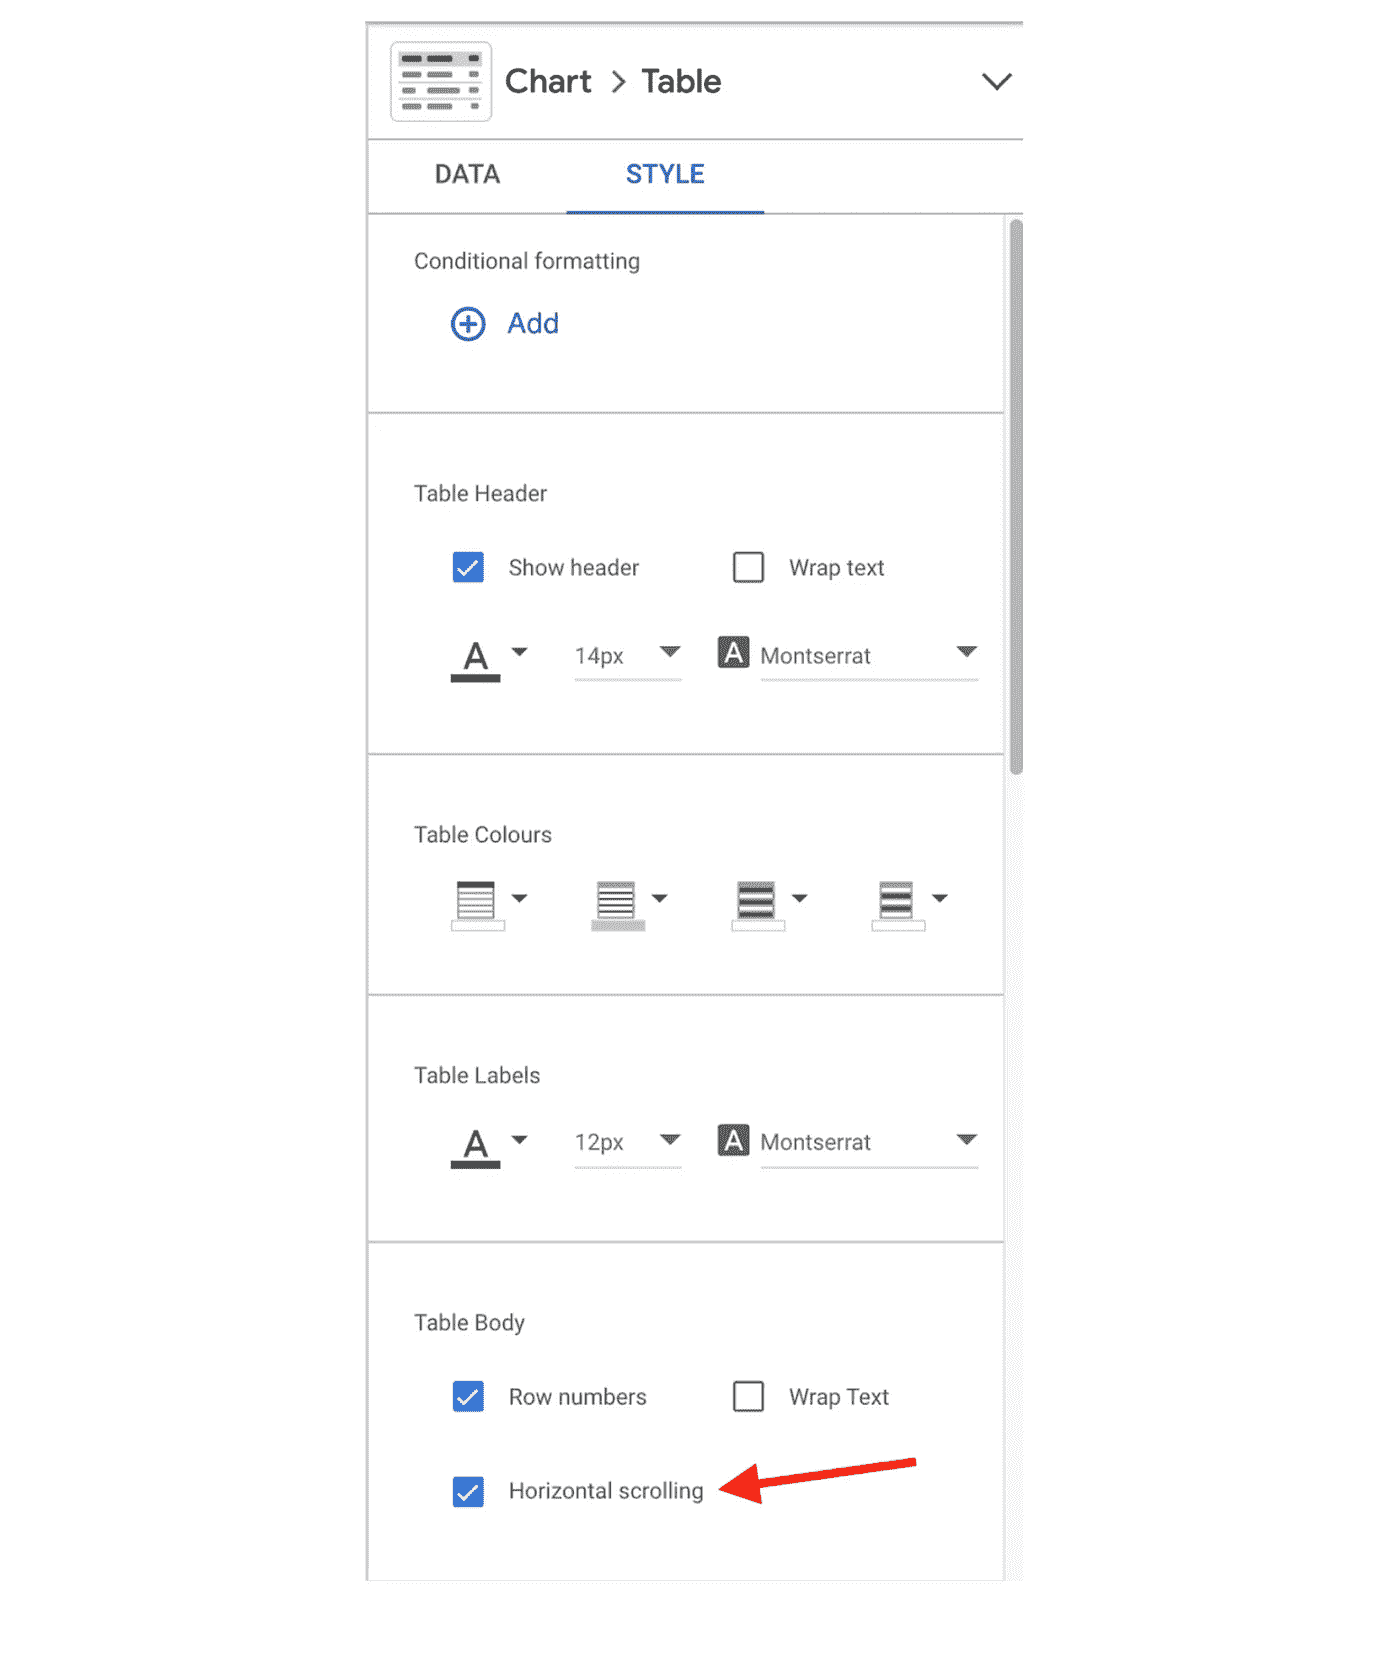 Chart > Table
DATA STYLE
Conditional formatting
Add
Table Header
Show header Wrap text
A 14px A Montserrat
Table Colours
Table Labels
A 12px A Montserrat
Table Body
Row numbers Wrap Text
Horizontal scrolling